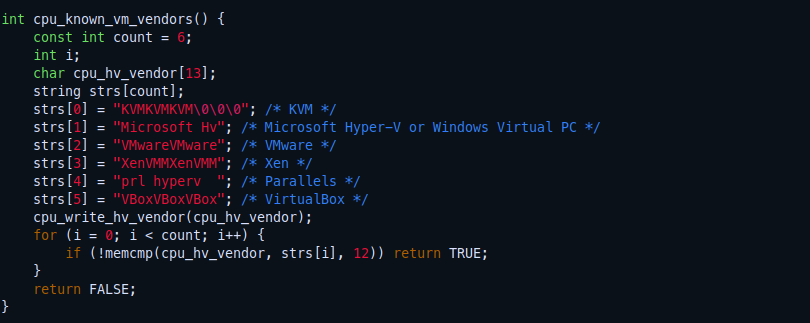 int cpu_known_vm_vendors() {
    const int count = 6;
    int i;
    char cpu_hv_vendor[13];
    string strs[count];
    strs[0] = "KVMKVMKVM\0\0\0"; /* KVM */
    strs[1] = "Microsoft Hv"; /* Microsoft Hyper-V or Windows Virtual PC */
    strs[2] = "VMwareVMware"; /* VMware */
    strs[3] = "XenVMMXenVMM"; /* Xen */
    strs[4] = "prl hyperv  "; /* Parallels */
    strs[5] = "VBoxVBoxVBox"; /* VirtualBox */
    cpu_write_hv_vendor(cpu_hv_vendor);
    for (i = 0; i < count; i++) {
        if (!memcmp(cpu_hv_vendor, strs[i], 12)) return TRUE;
    }
    return FALSE;
}